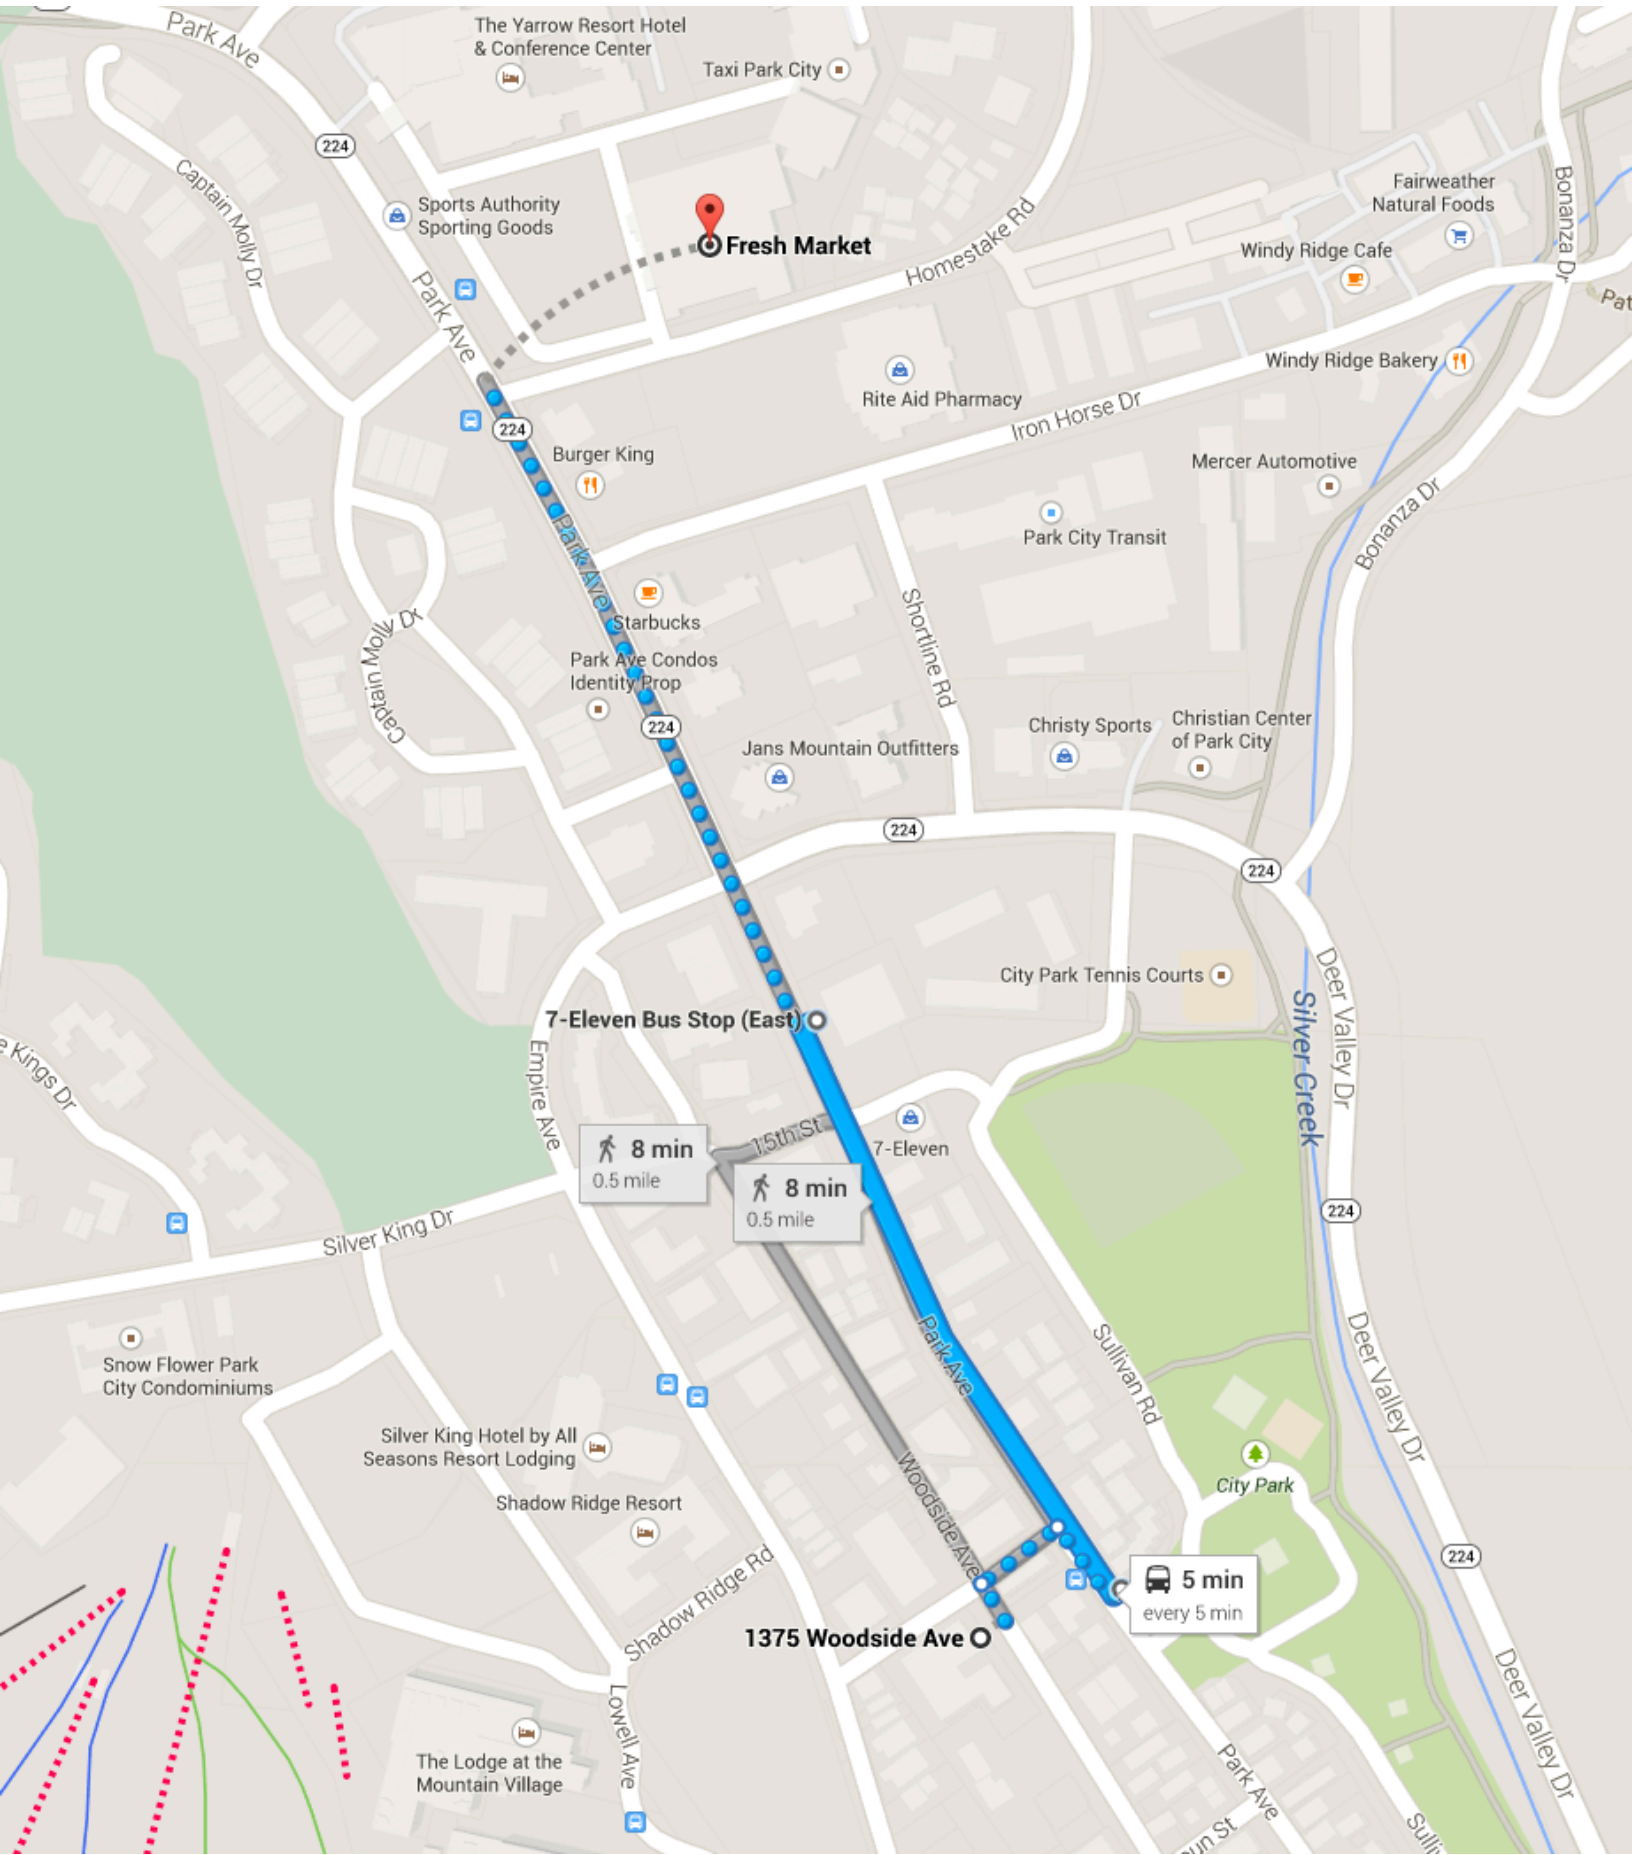 Park Ave
The Yarrow Resort Hotel
& Conference Center
Taxi Park City
224
Captain Molly Dr
Sports Authority
Sporting Goods
Fresh Market
Homestake Rd
Fairweather
Natural Foods
Bonanza Dr
Windy Ridge Cafe
Pat
Park Ave
Rite Aid Pharmacy
Windy Ridge Bakery
Iron Horse Dr
224
Burger King
Mercer Automotive
Bonanza Dr
Park City Transit
Park Ave
Starbucks
Shortline Rd
Captain Molly Dr
Park Ave Condos
Identity Prop
224
Jans Mountain Outfitters
Christy Sports
Christian Center
of Park City
224
224
City Park Tennis Courts
Deer Valley Dr
Silver Creek
7-Eleven Bus Stop (East)
e Kings Dr
Empire Ave
15th St
7-Eleven
8 min
0.5 mile
8 min
0.5 mile
224
Silver King Dr
Snow Flower Park
City Condominiums
Park Ave
Sullivan Rd
Deer Valley Dr
Silver King Hotel by All
Seasons Resort Lodging
Woodside Ave
City Park
Shadow Ridge Resort
224
Shadow Ridge Rd
5 min
every 5 min
1375 Woodside Ave
Lowell Ave
Deer Valley Dr
The Lodge at the
Mountain Village
Park Ave
un St
Sulli